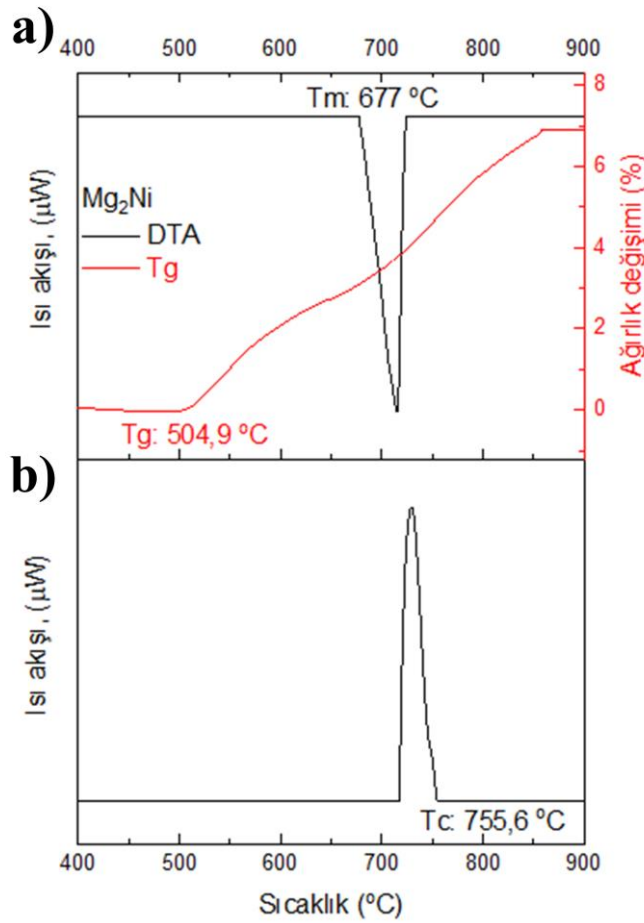 a)
400 500 600 700 800 900
Tm: 677 ºC
Mg₂Ni
DTA
Tg
Tg: 504,9 ºC
Isı akışı, (µW)
8
6
4
2
0
Ağırlık değişimi (%)
b)
Isı akışı, (µW)
Tc: 755,6 ºC
400 500 600 700 800 900
Sıcaklık (ºC)